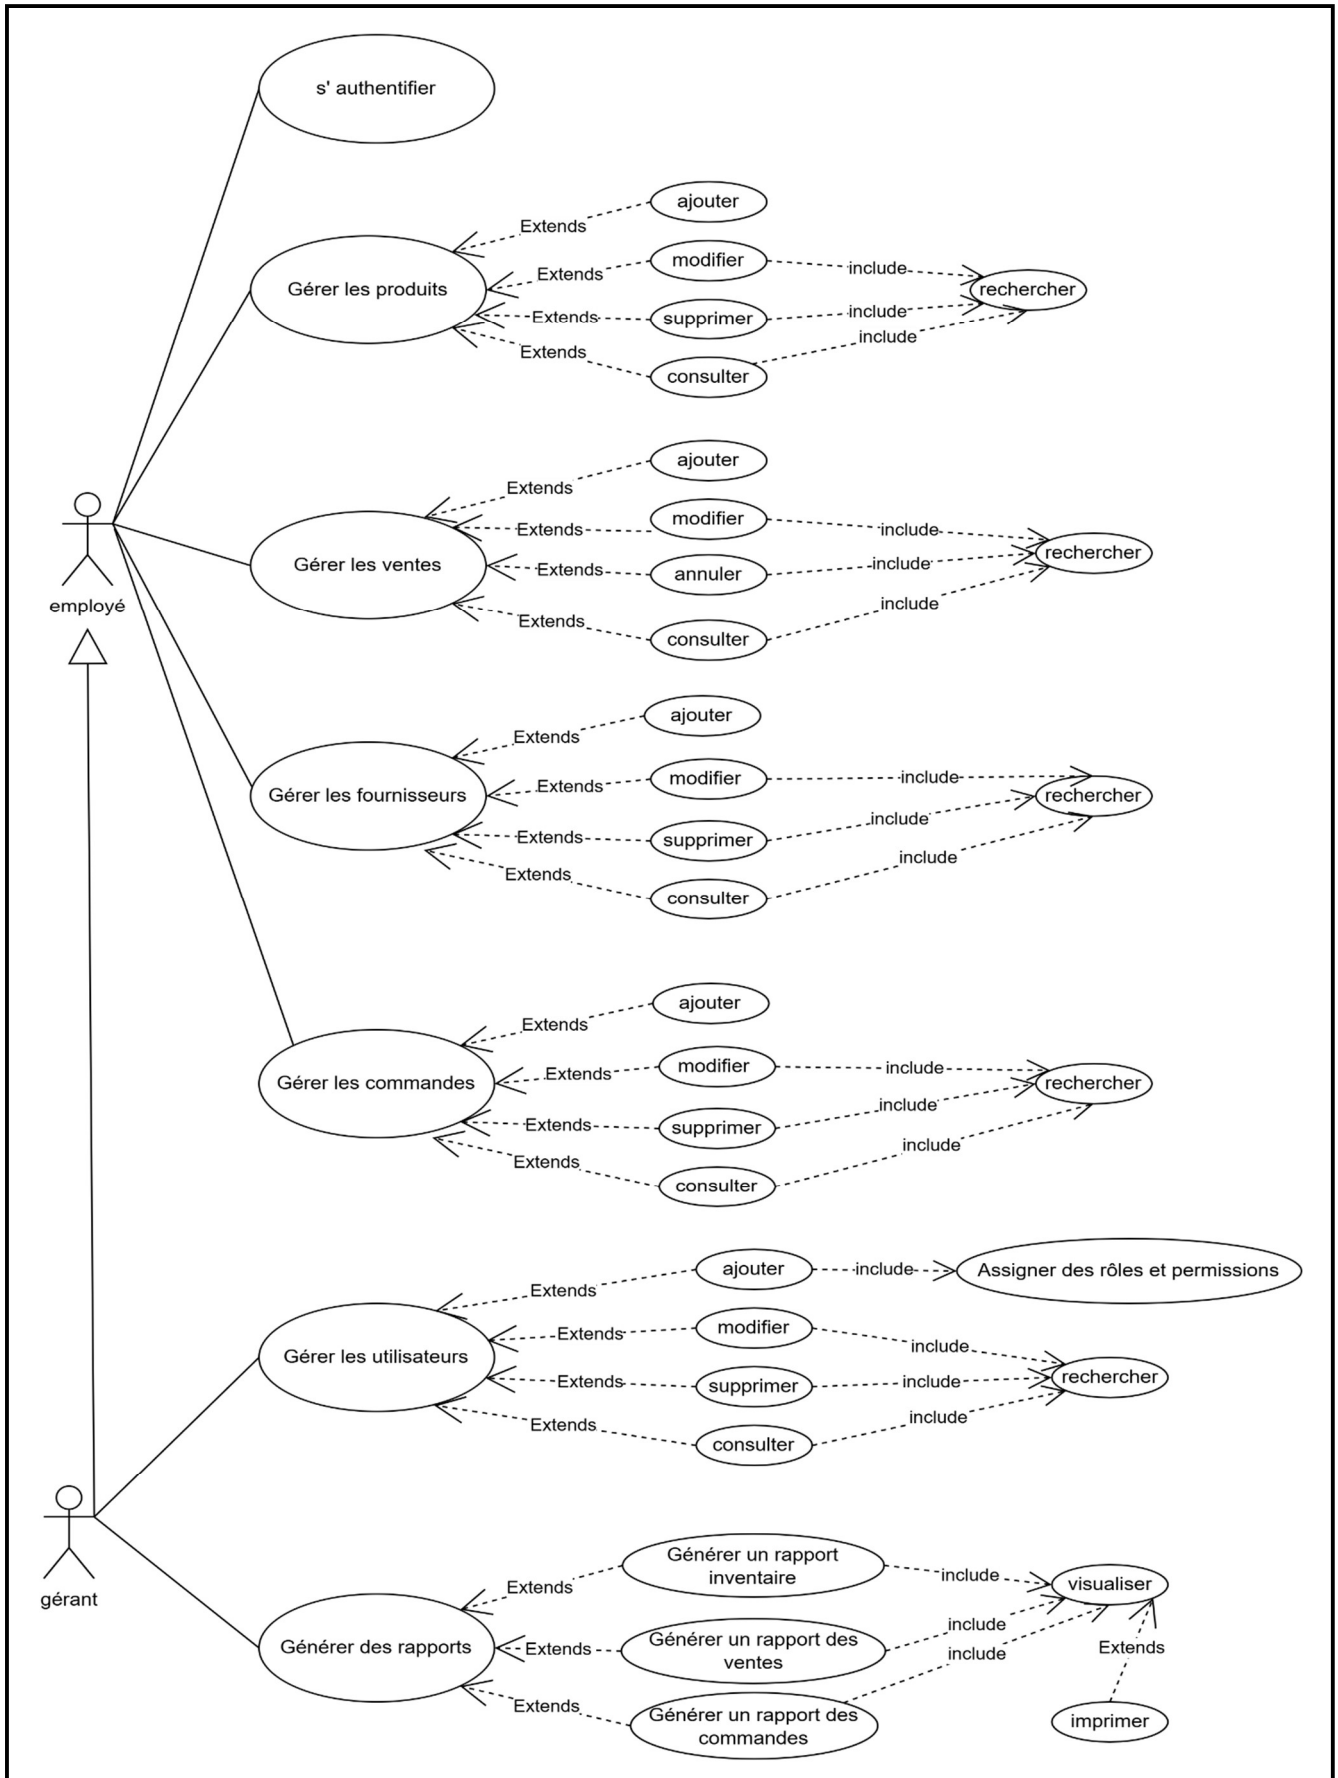 s' authentifier
ajouter
Extends
modifier
Extends
include
Gérer les produits
rechercher
supprimer
Extends
include
include
Extends
consulter
ajouter
Extends
modifier
Extends
include
rechercher
Gérer les ventes
annuler
Extends
include
employé
include
Extends
consulter
ajouter
Extends
modifier
include
Extends
Gérer les fournisseurs
rechercher
include
Extends
supprimer
include
Extends
consulter
ajouter
Extends
modifier
include
Extends
Gérer les commandes
rechercher
include
Extends
supprimer
include
Extends
consulter
ajouter
include
Assigner des rôles et permissions
Extends
modifier
Extends
include
Gérer les utilisateurs
rechercher
supprimer
Extends
include
include
Extends
consulter
Générer un rapport
inventaire
include
visualiser
Extends
gérant
include
Générer un rapport des
ventes
Générer des rapports
Extends
include
Extends
Extends
Générer un rapport des
commandes
imprimer